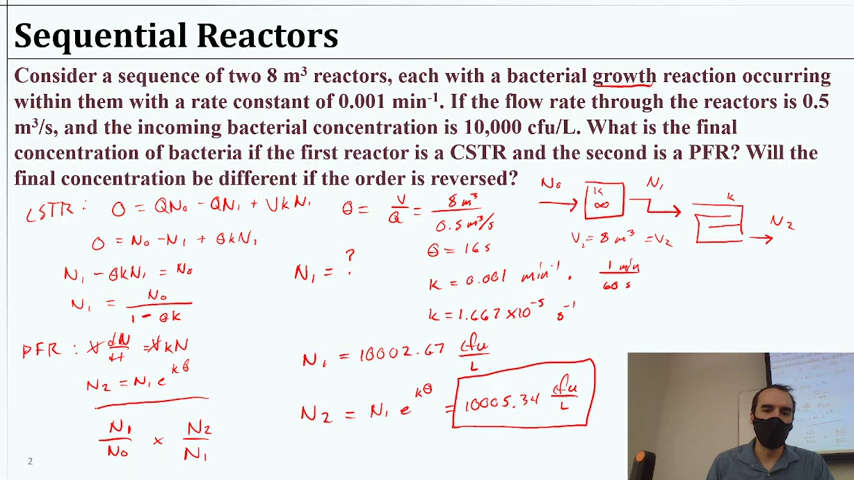 Sequential Reactors
Consider a sequence of two 8 m³ reactors, each with a bacterial growth reaction occurring
within them with a rate constant of 0.001 min⁻¹. If the flow rate through the reactors is 0.5
m³/s, and the incoming bacterial concentration is 10,000 cfu/L. What is the final
concentration of bacteria if the first reactor is a CSTR and the second is a PFR? Will the
final concentration be different if the order is reversed?
N₀ k ∞ N₁ k N₂
V₁ = 8 m³ = V₂
CSTR: 0 = QN₀ - QN₁ + VkN₁
0 = N₀ - N₁ + θkN₁
N₁ - θkN₁ = N₀
N₁ = N₀ / (1 - θk)
θ = V/Q = 8 m³ / 0.5 m³/s
θ = 16 s
N₁ = ?
k = 0.001 min⁻¹ · 1 min / 60 s
k = 1.667 × 10⁻⁵ s⁻¹
PFR: V dN/dt = V kN
N₂ = N₁ e^{kθ}
N₁/N₀ × N₂/N₁
N₁ = 10002.67 cfu/L
N₂ = N₁ e^{kθ} = 10005.34 cfu/L
2